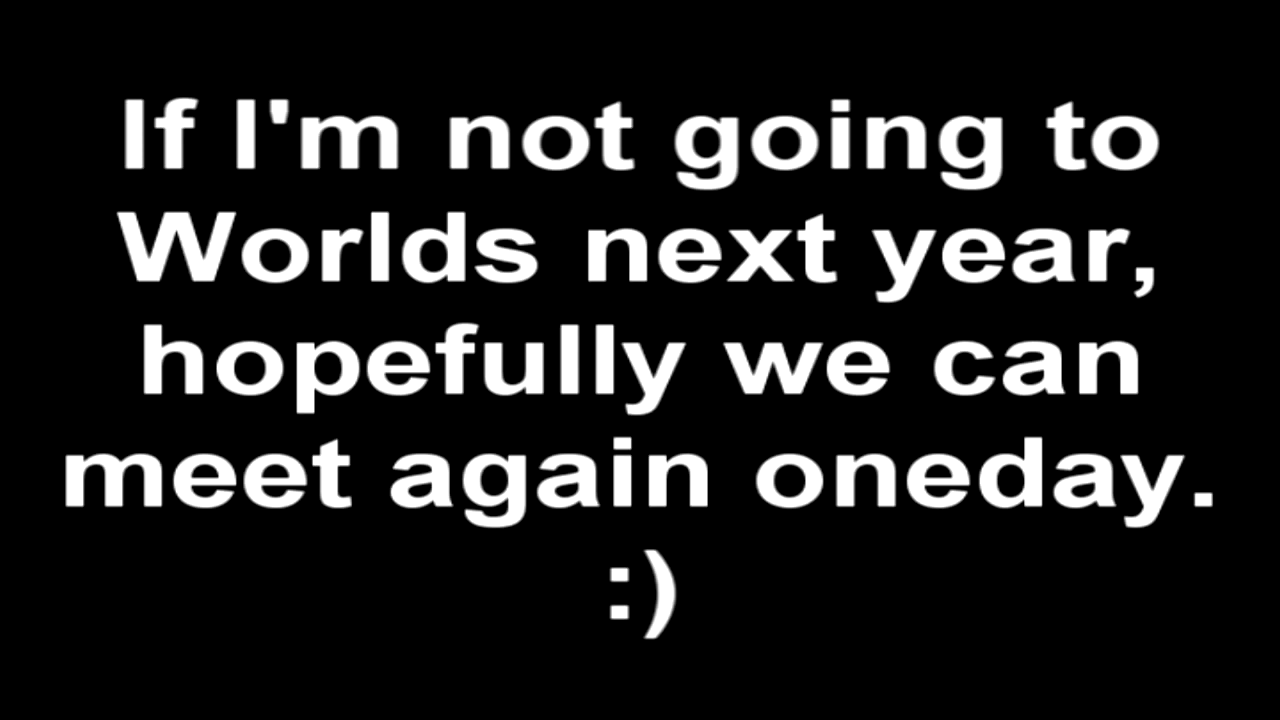 If I'm not going to
Worlds next year,
hopefully we can
meet again oneday.
:)